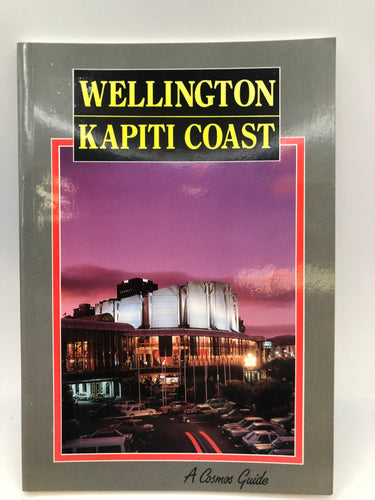 WELLINGTON
KAPITI COAST
A Cosmos Guide